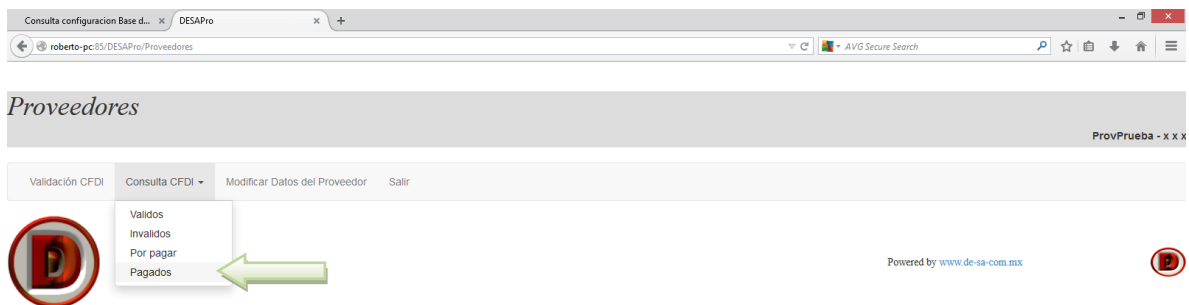 Consulta configuracion Base d... × DESAPro × +
roberto-pc:85/DESAPro/Proveedores AVG Secure Search
Proveedores
ProvPrueba - x x x
Validación CFDI Consulta CFDI Modificar Datos del Proveedor Salir
Validos
Invalidos
Por pagar
Pagados
D
Powered by www.de-sa-com.mx
D